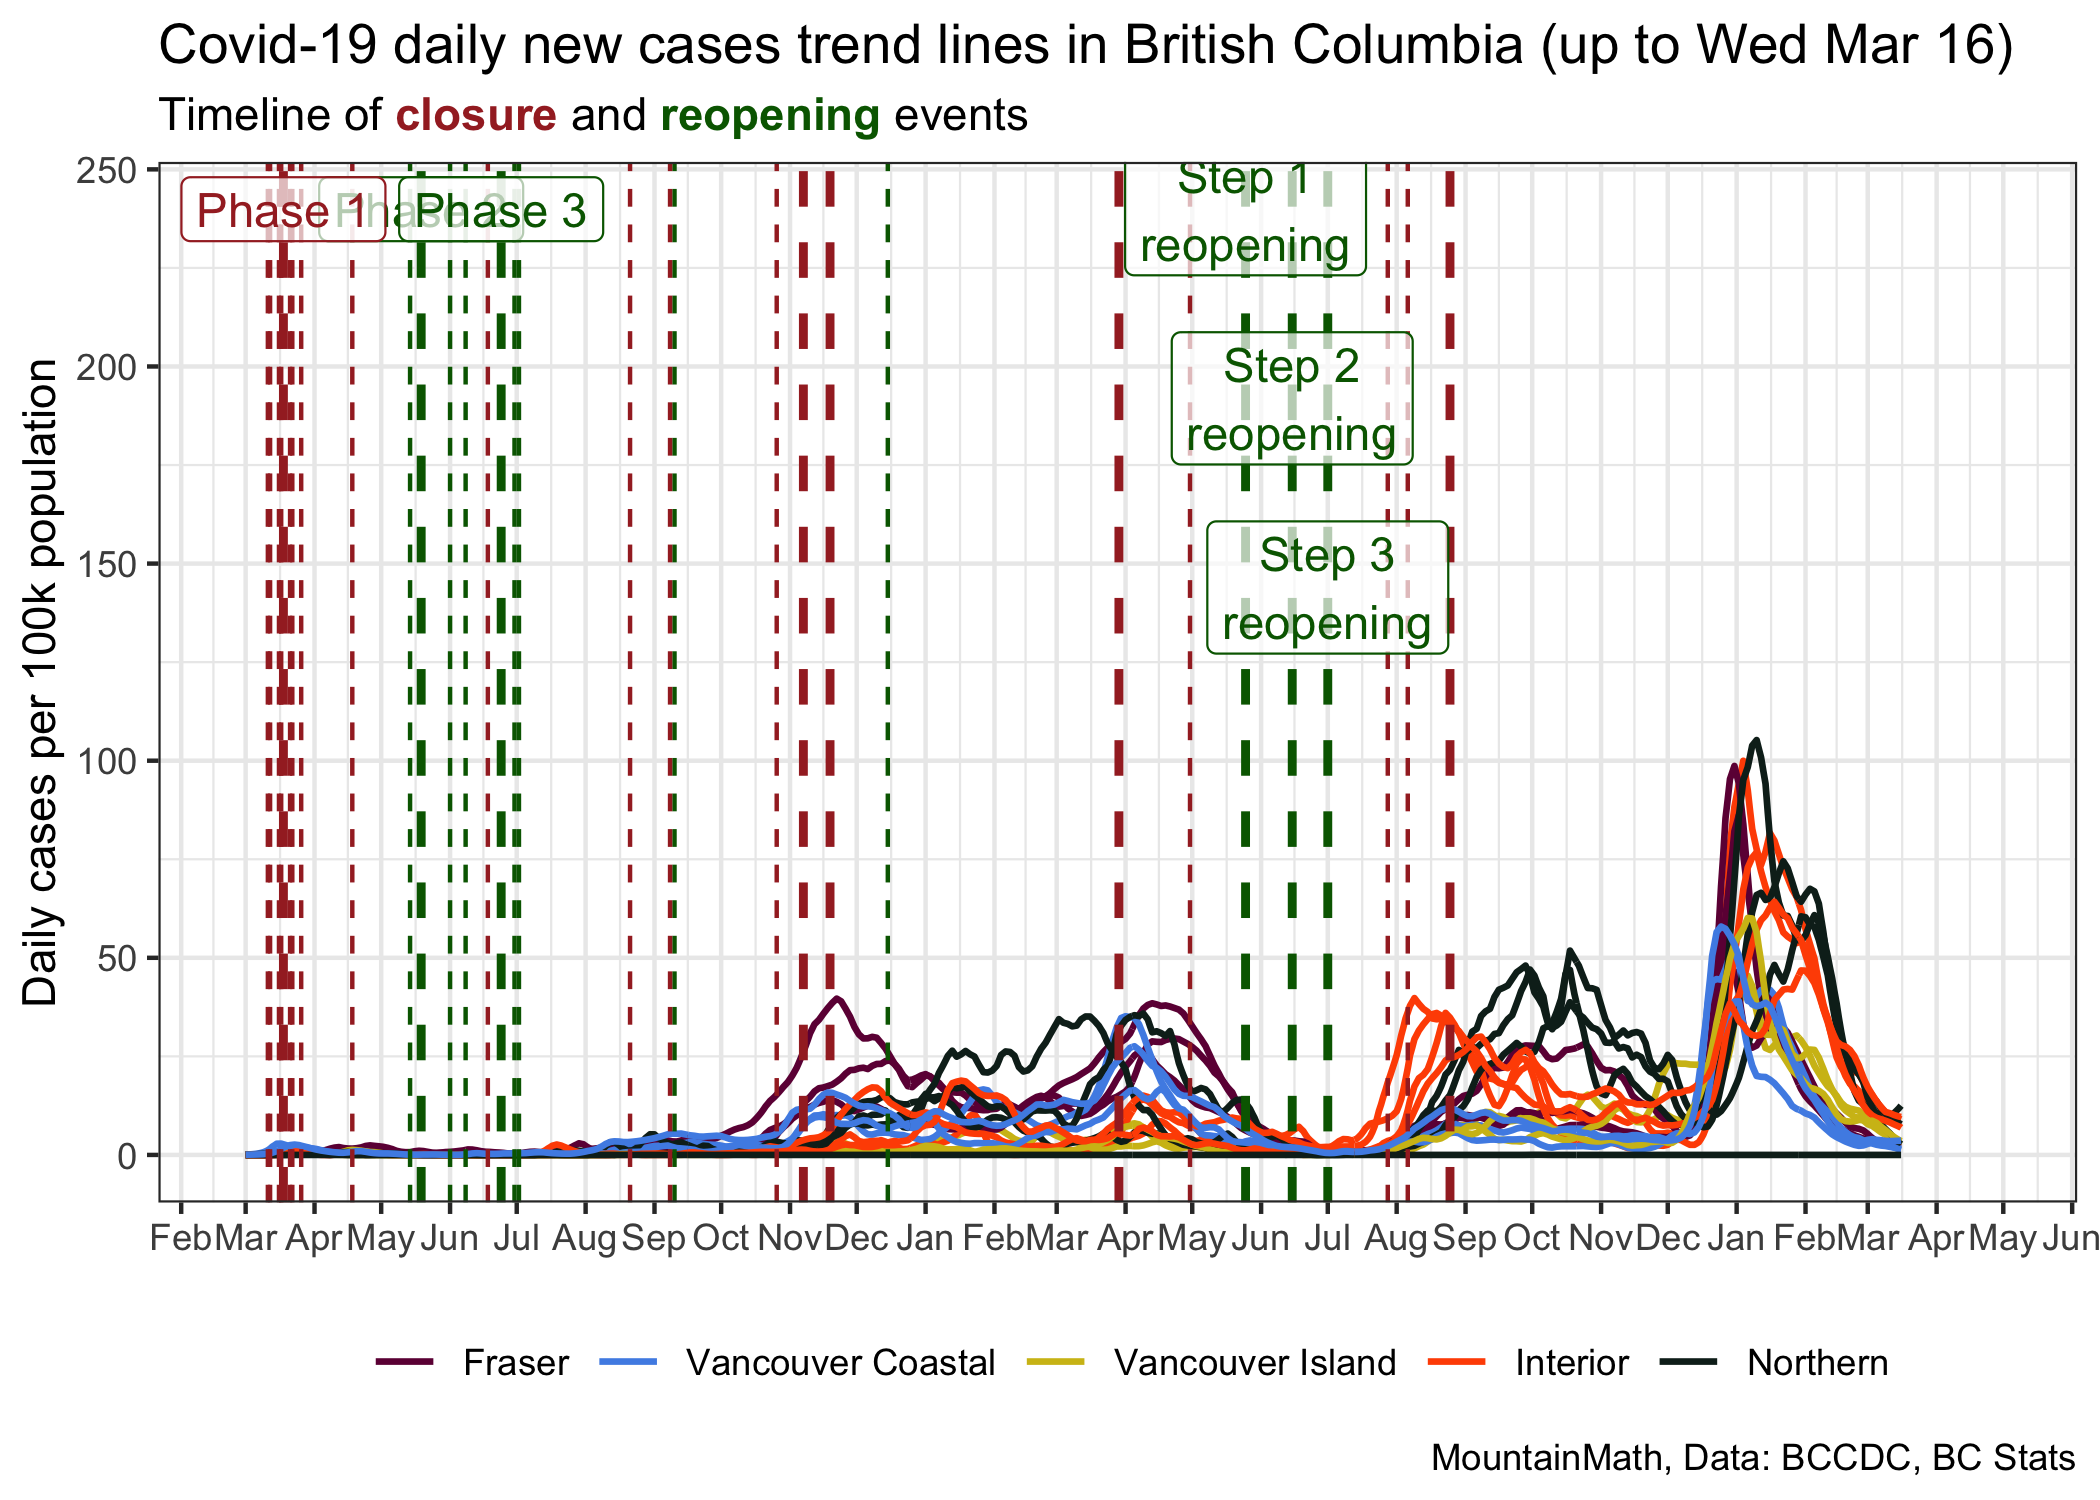 Covid-19 daily new cases trend lines in British Columbia (up to Wed Mar 16)
Timeline of closure and reopening events
Daily cases per 100k population
250
200
150
100
50
0
Phase 1
Phase 2
Phase 3
Step 1
reopening
Step 2
reopening
Step 3
reopening
Feb Mar Apr May Jun Jul Aug Sep Oct Nov Dec Jan Feb Mar Apr May Jun Jul Aug Sep Oct Nov Dec Jan Feb Mar Apr May Jun
Fraser Vancouver Coastal Vancouver Island Interior Northern
MountainMath, Data: BCCDC, BC Stats